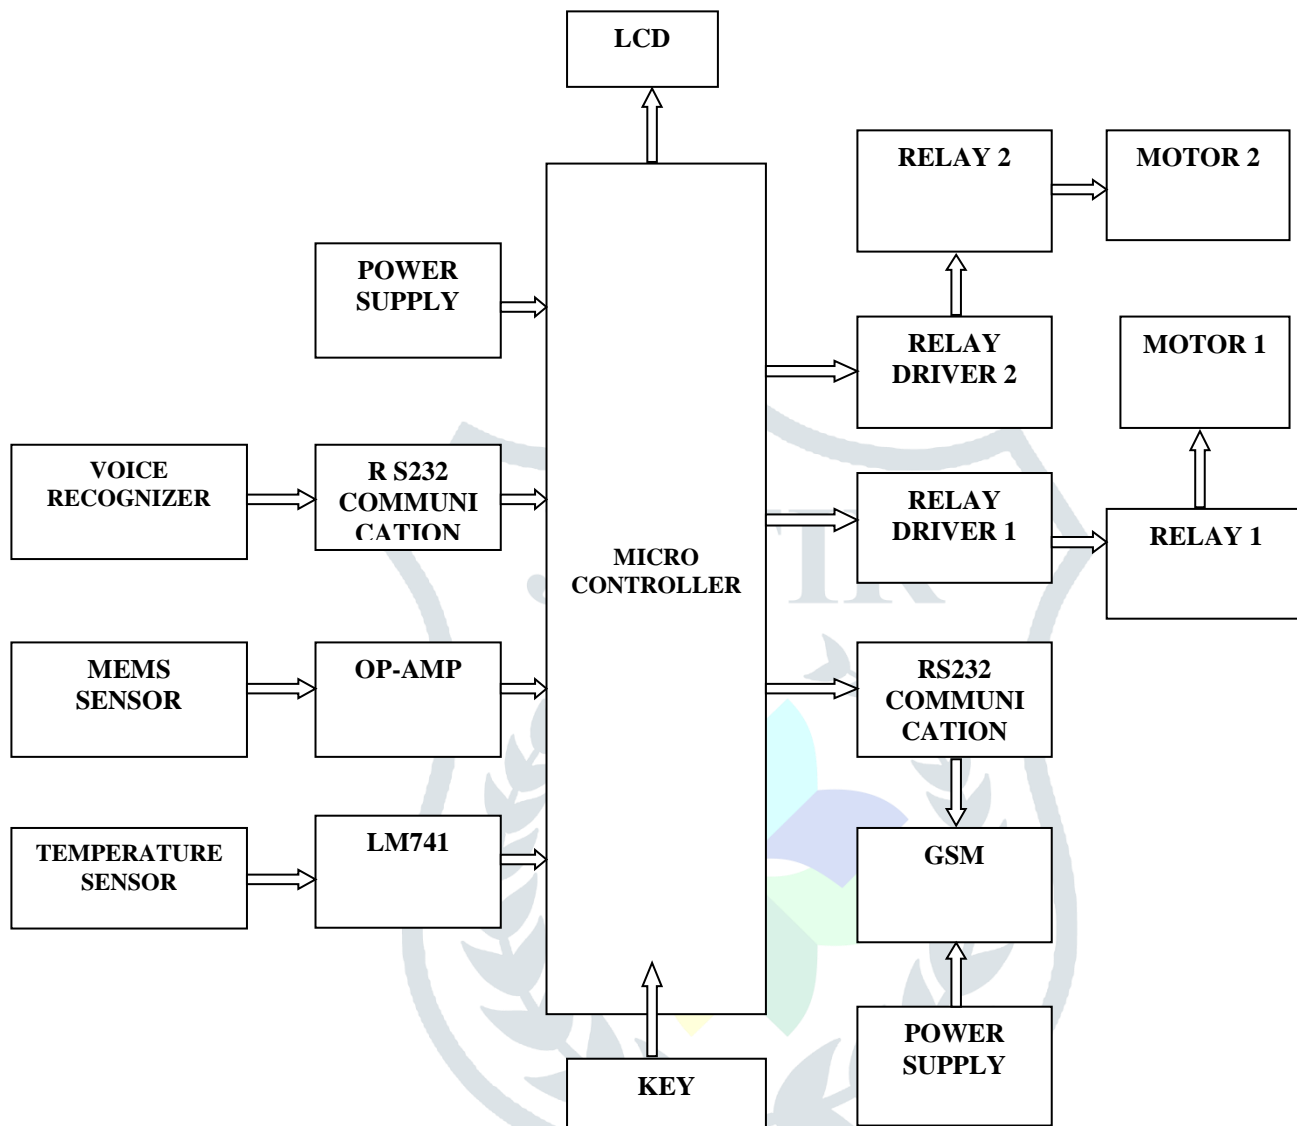 LCD
RELAY 2
MOTOR 2
POWER
SUPPLY
RELAY
DRIVER 2
MOTOR 1
VOICE
RECOGNIZER
R S232
COMMUNI
CATION
RELAY
DRIVER 1
RELAY 1
MICRO
CONTROLLER
MEMS
SENSOR
OP-AMP
RS232
COMMUNI
CATION
TEMPERATURE
SENSOR
LM741
GSM
POWER
SUPPLY
KEY